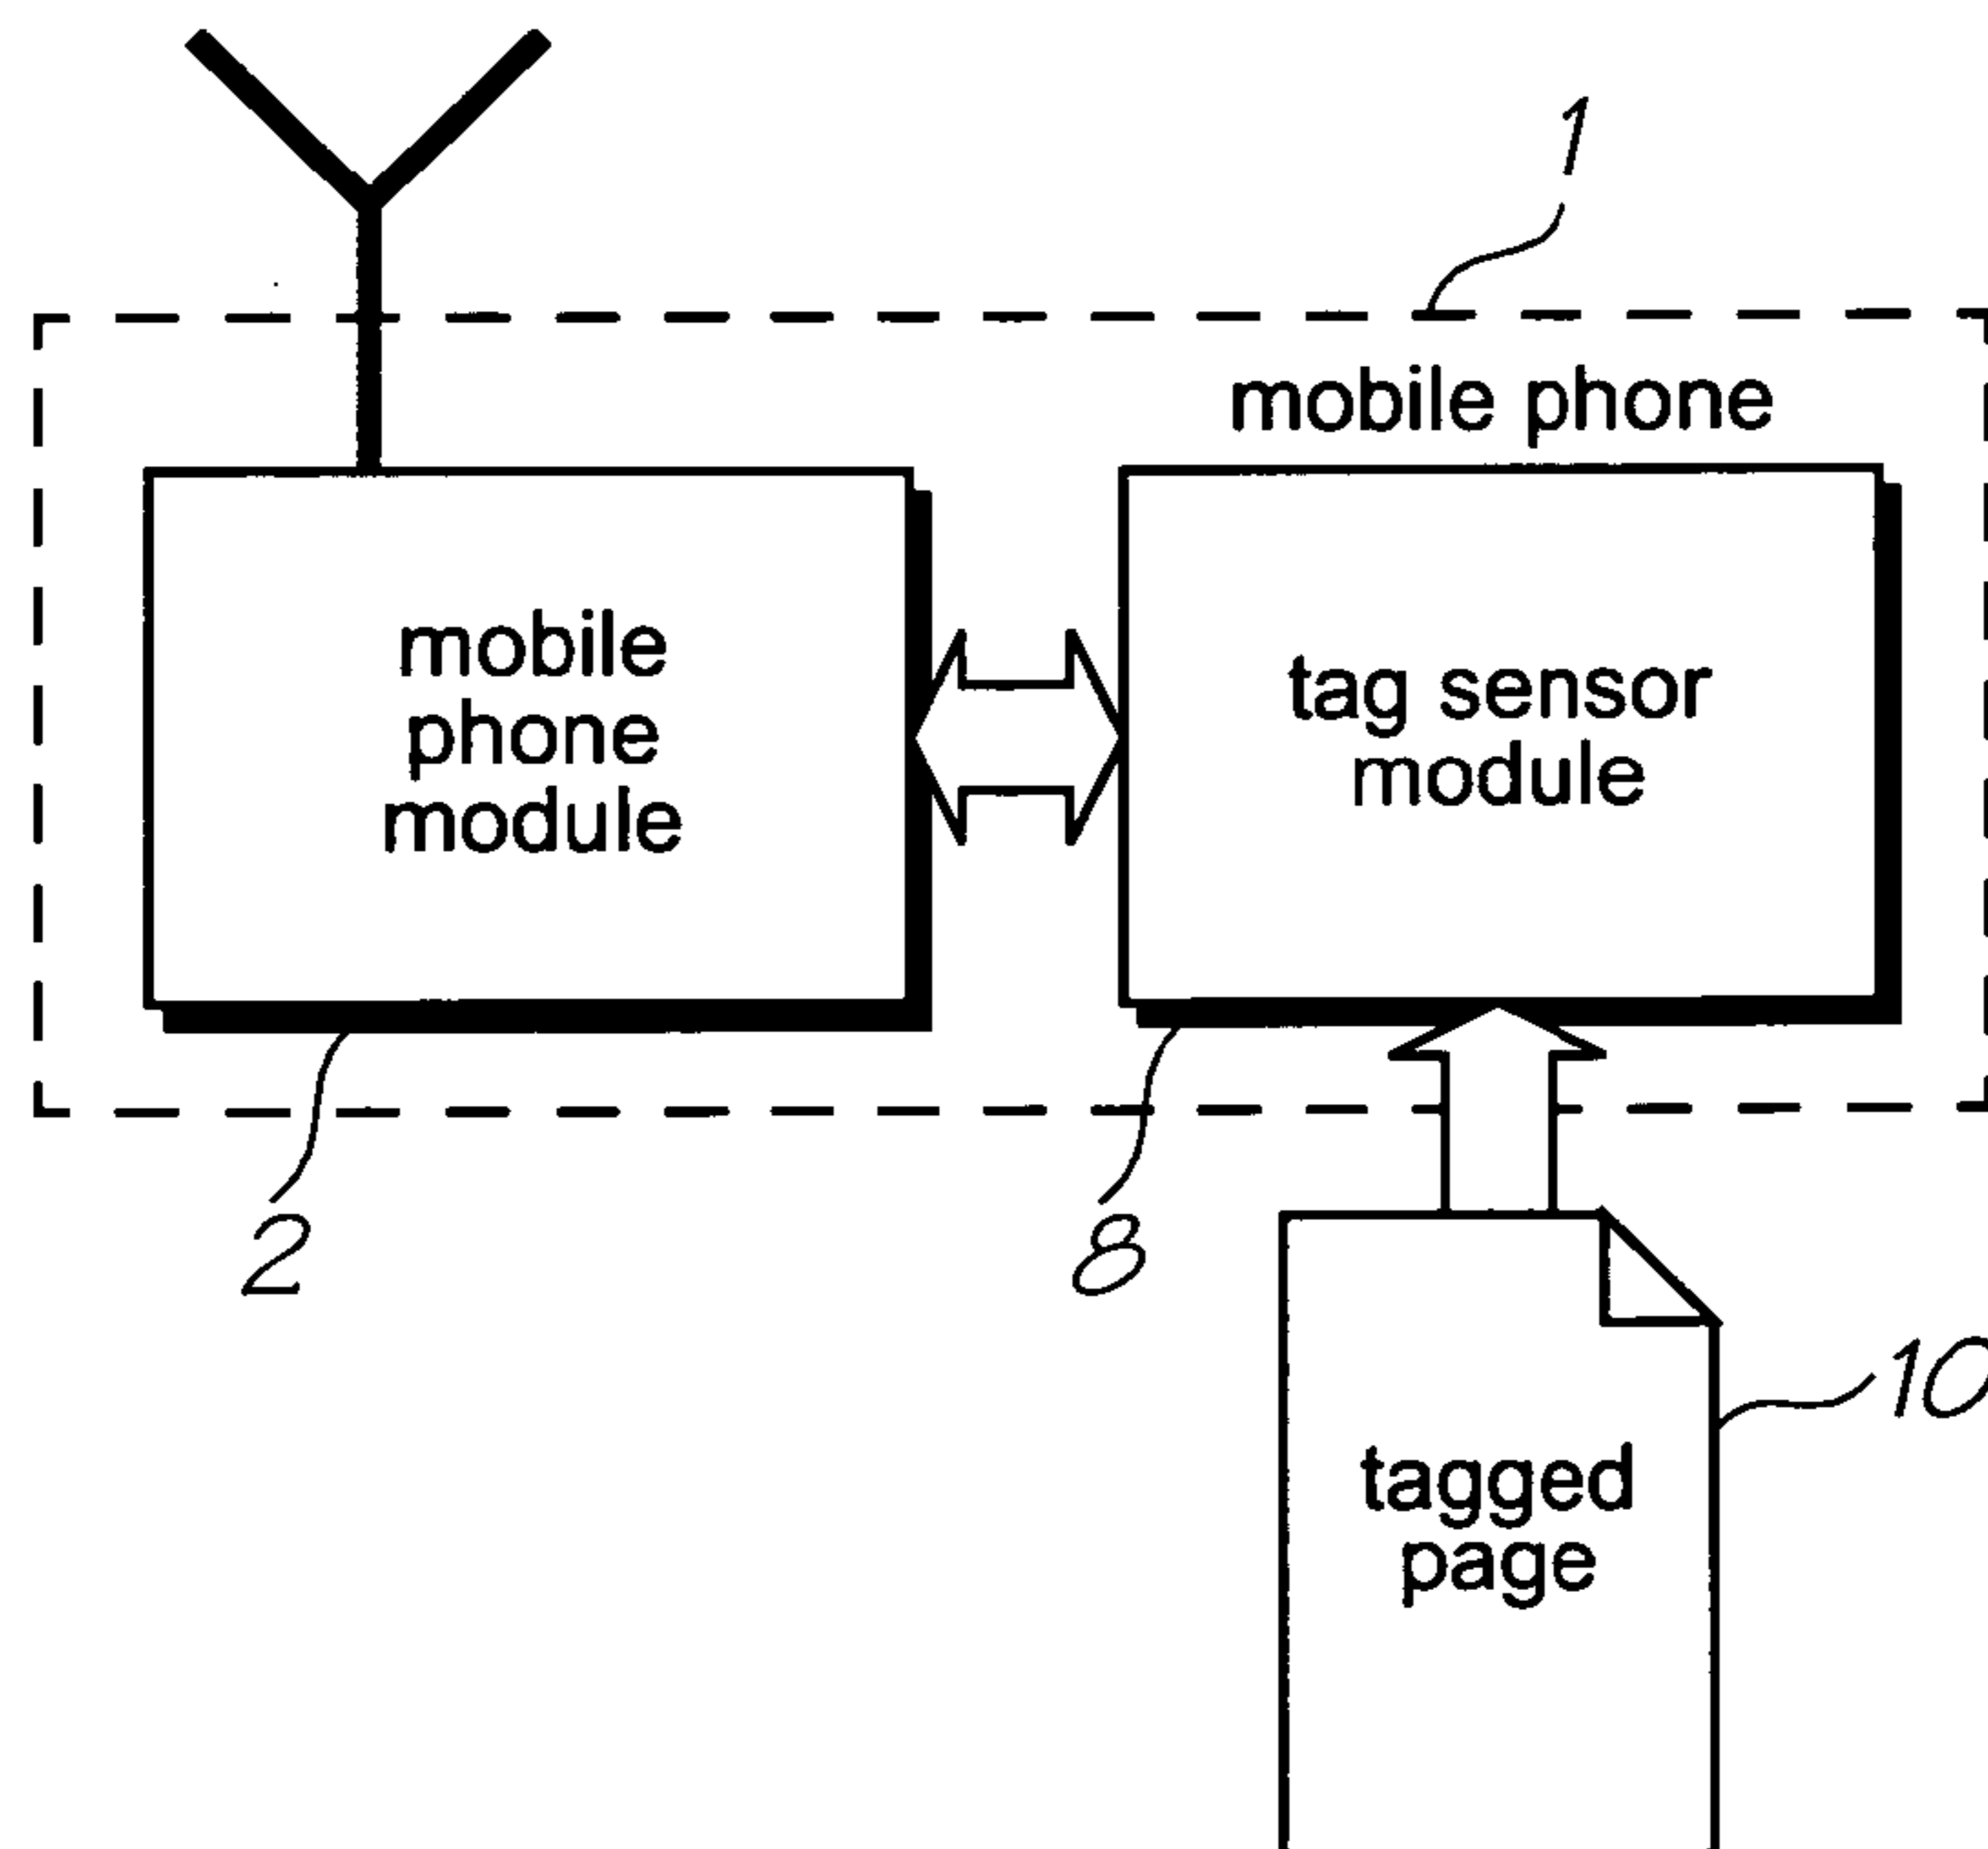 1
mobile phone
mobile
phone
module
tag sensor
module
2
8
10
tagged
page